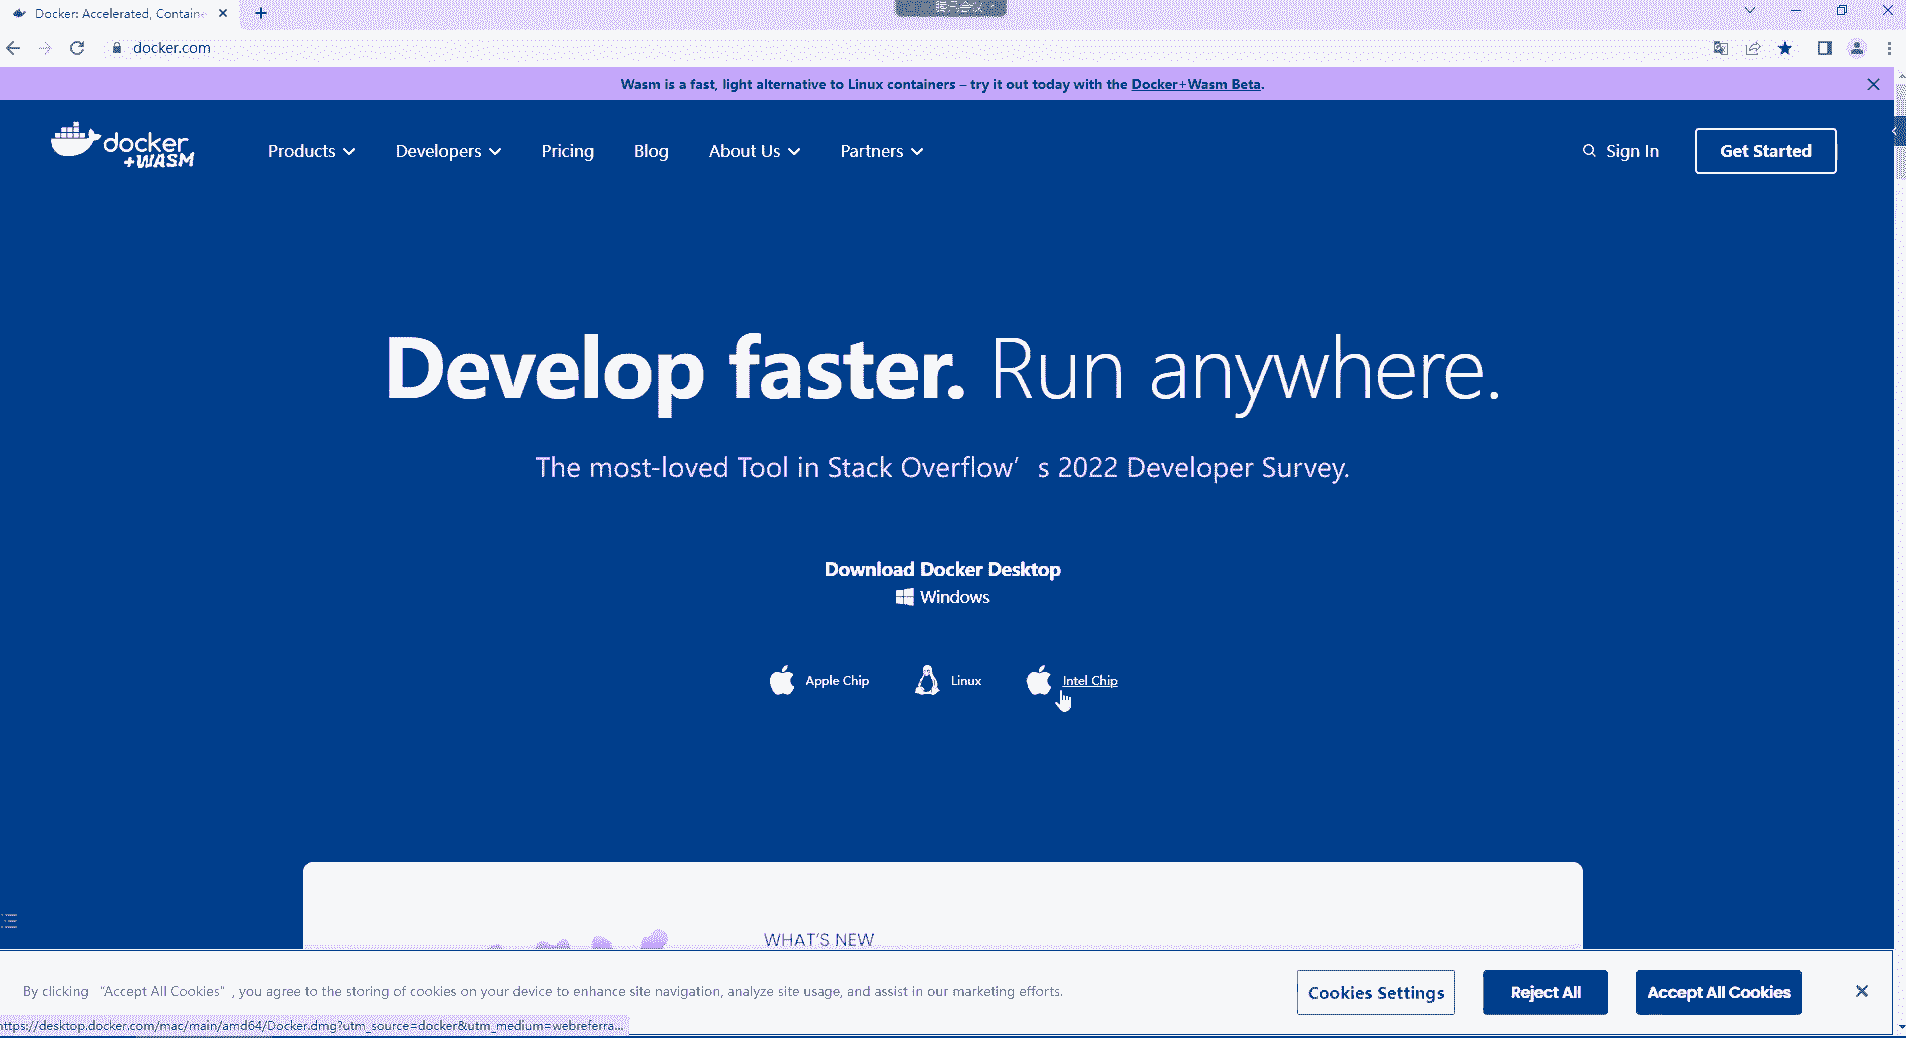 Docker: Accelerated, Containe
docker.com
Wasm is a fast, light alternative to Linux containers – try it out today with the Docker+Wasm Beta.
docker
+WASM
Products
Developers
Pricing
Blog
About Us
Partners
Sign In
Get Started
Develop faster. Run anywhere.
The most-loved Tool in Stack Overflow’s 2022 Developer Survey.
Download Docker Desktop
Windows
Apple Chip
Linux
Intel Chip
WHAT'S NEW
By clicking “Accept All Cookies”, you agree to the storing of cookies on your device to enhance site navigation, analyze site usage, and assist in our marketing efforts.
Cookies Settings
Reject All
Accept All Cookies
https://desktop.docker.com/mac/main/amd64/Docker.dmg?utm_source=docker&utm_medium=webreferra...